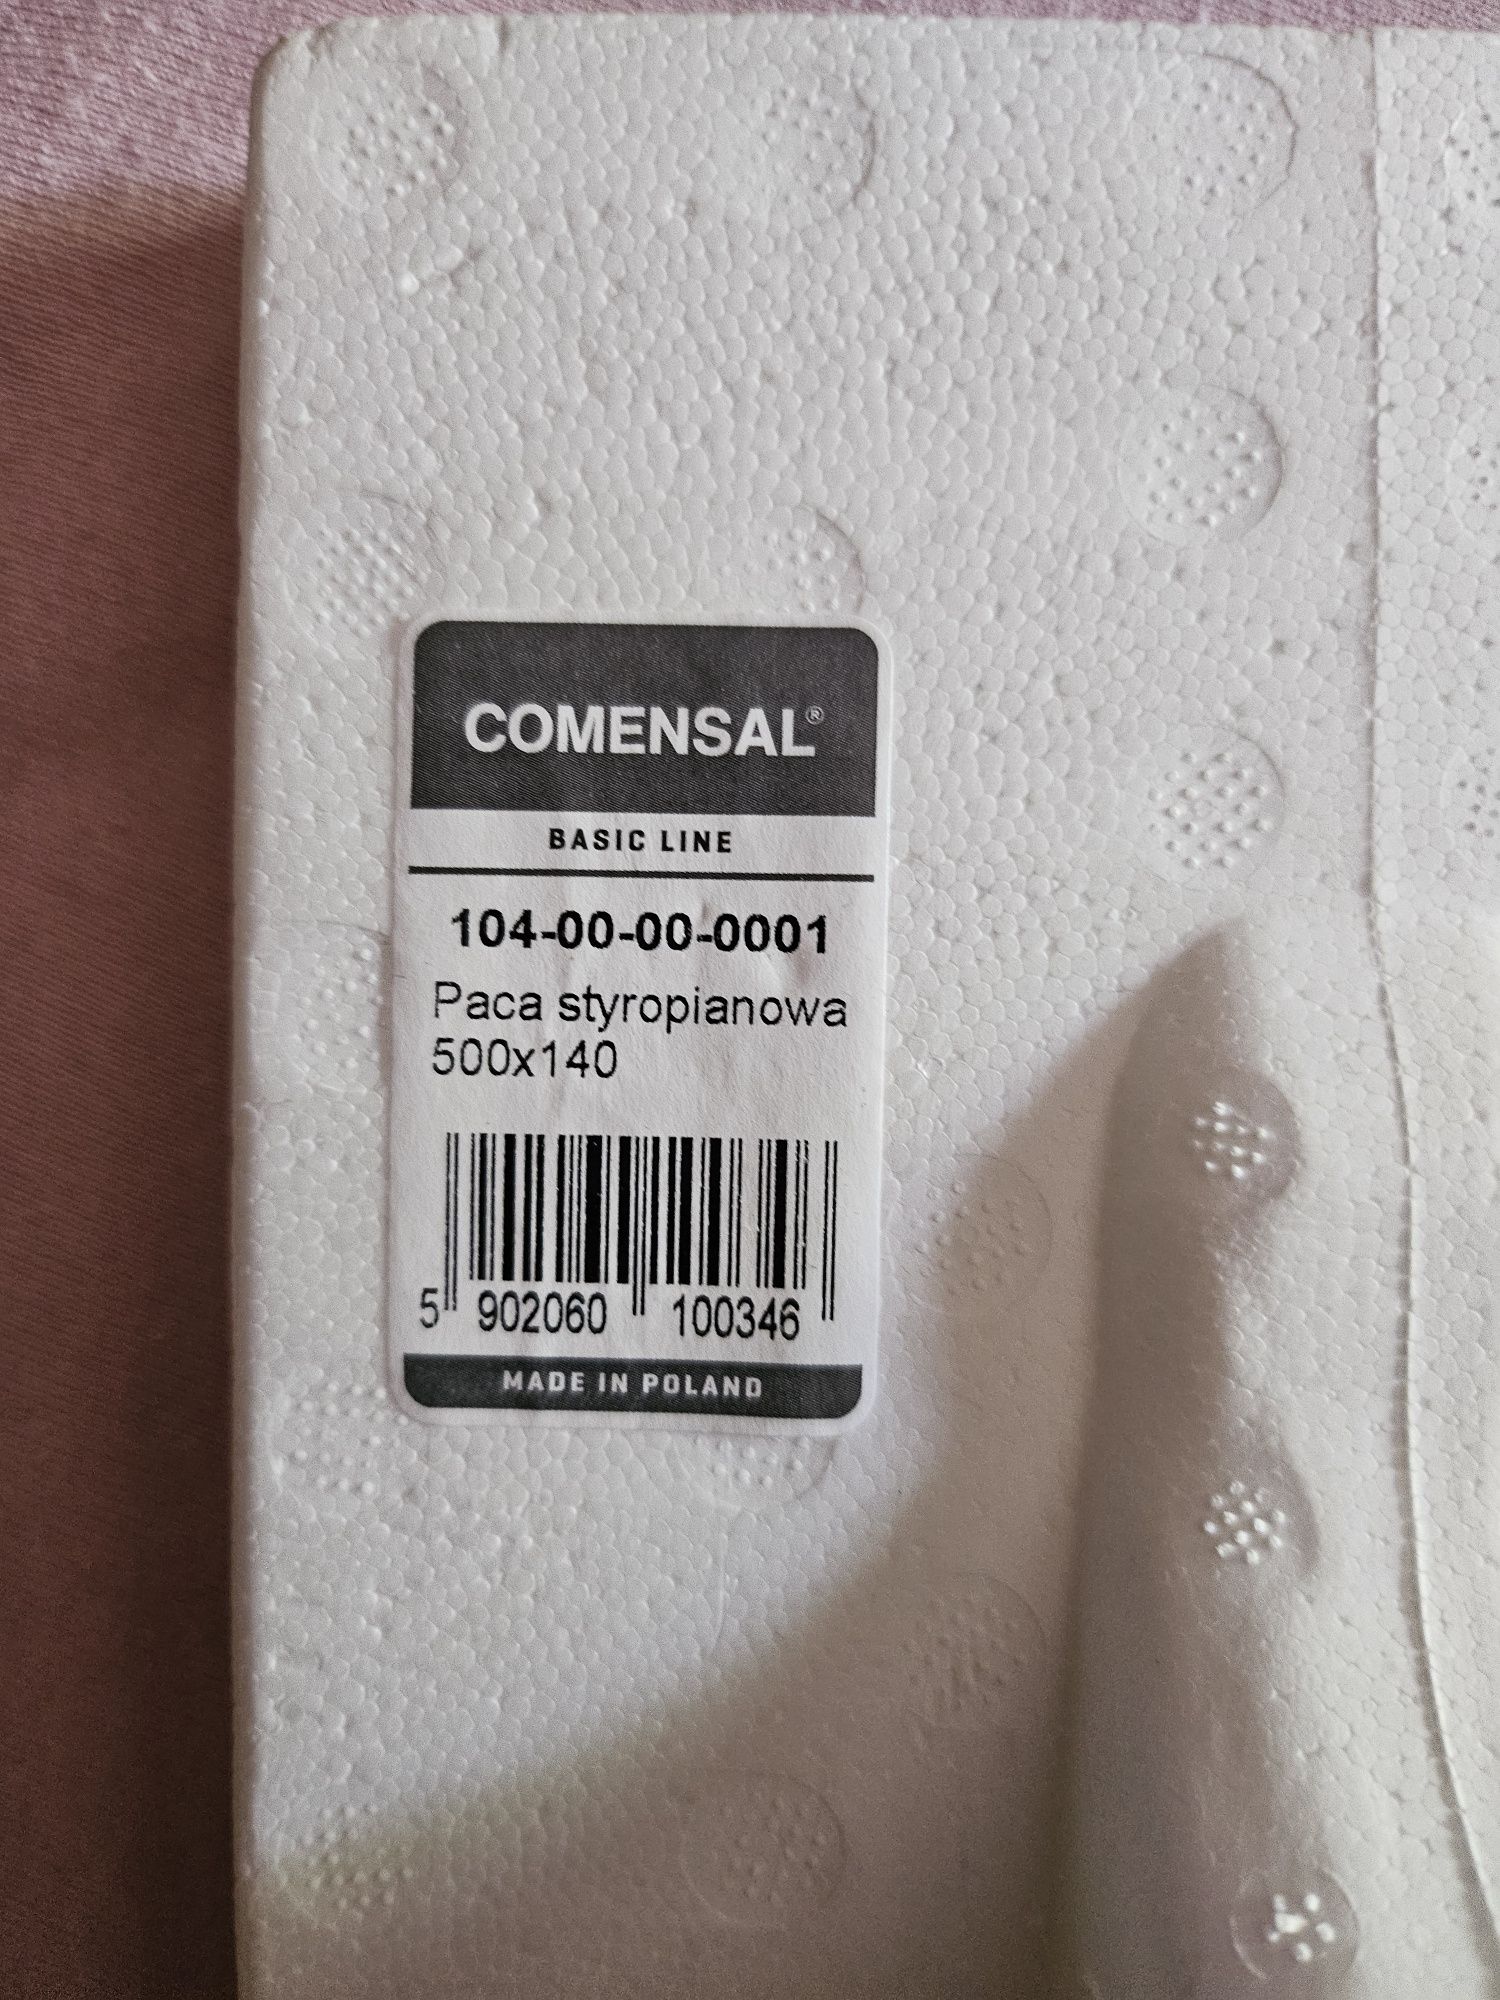 COMENSAL®
BASIC LINE
104-00-00-0001
Paca styropianowa
500x140
5 902060 100346
MADE IN POLAND